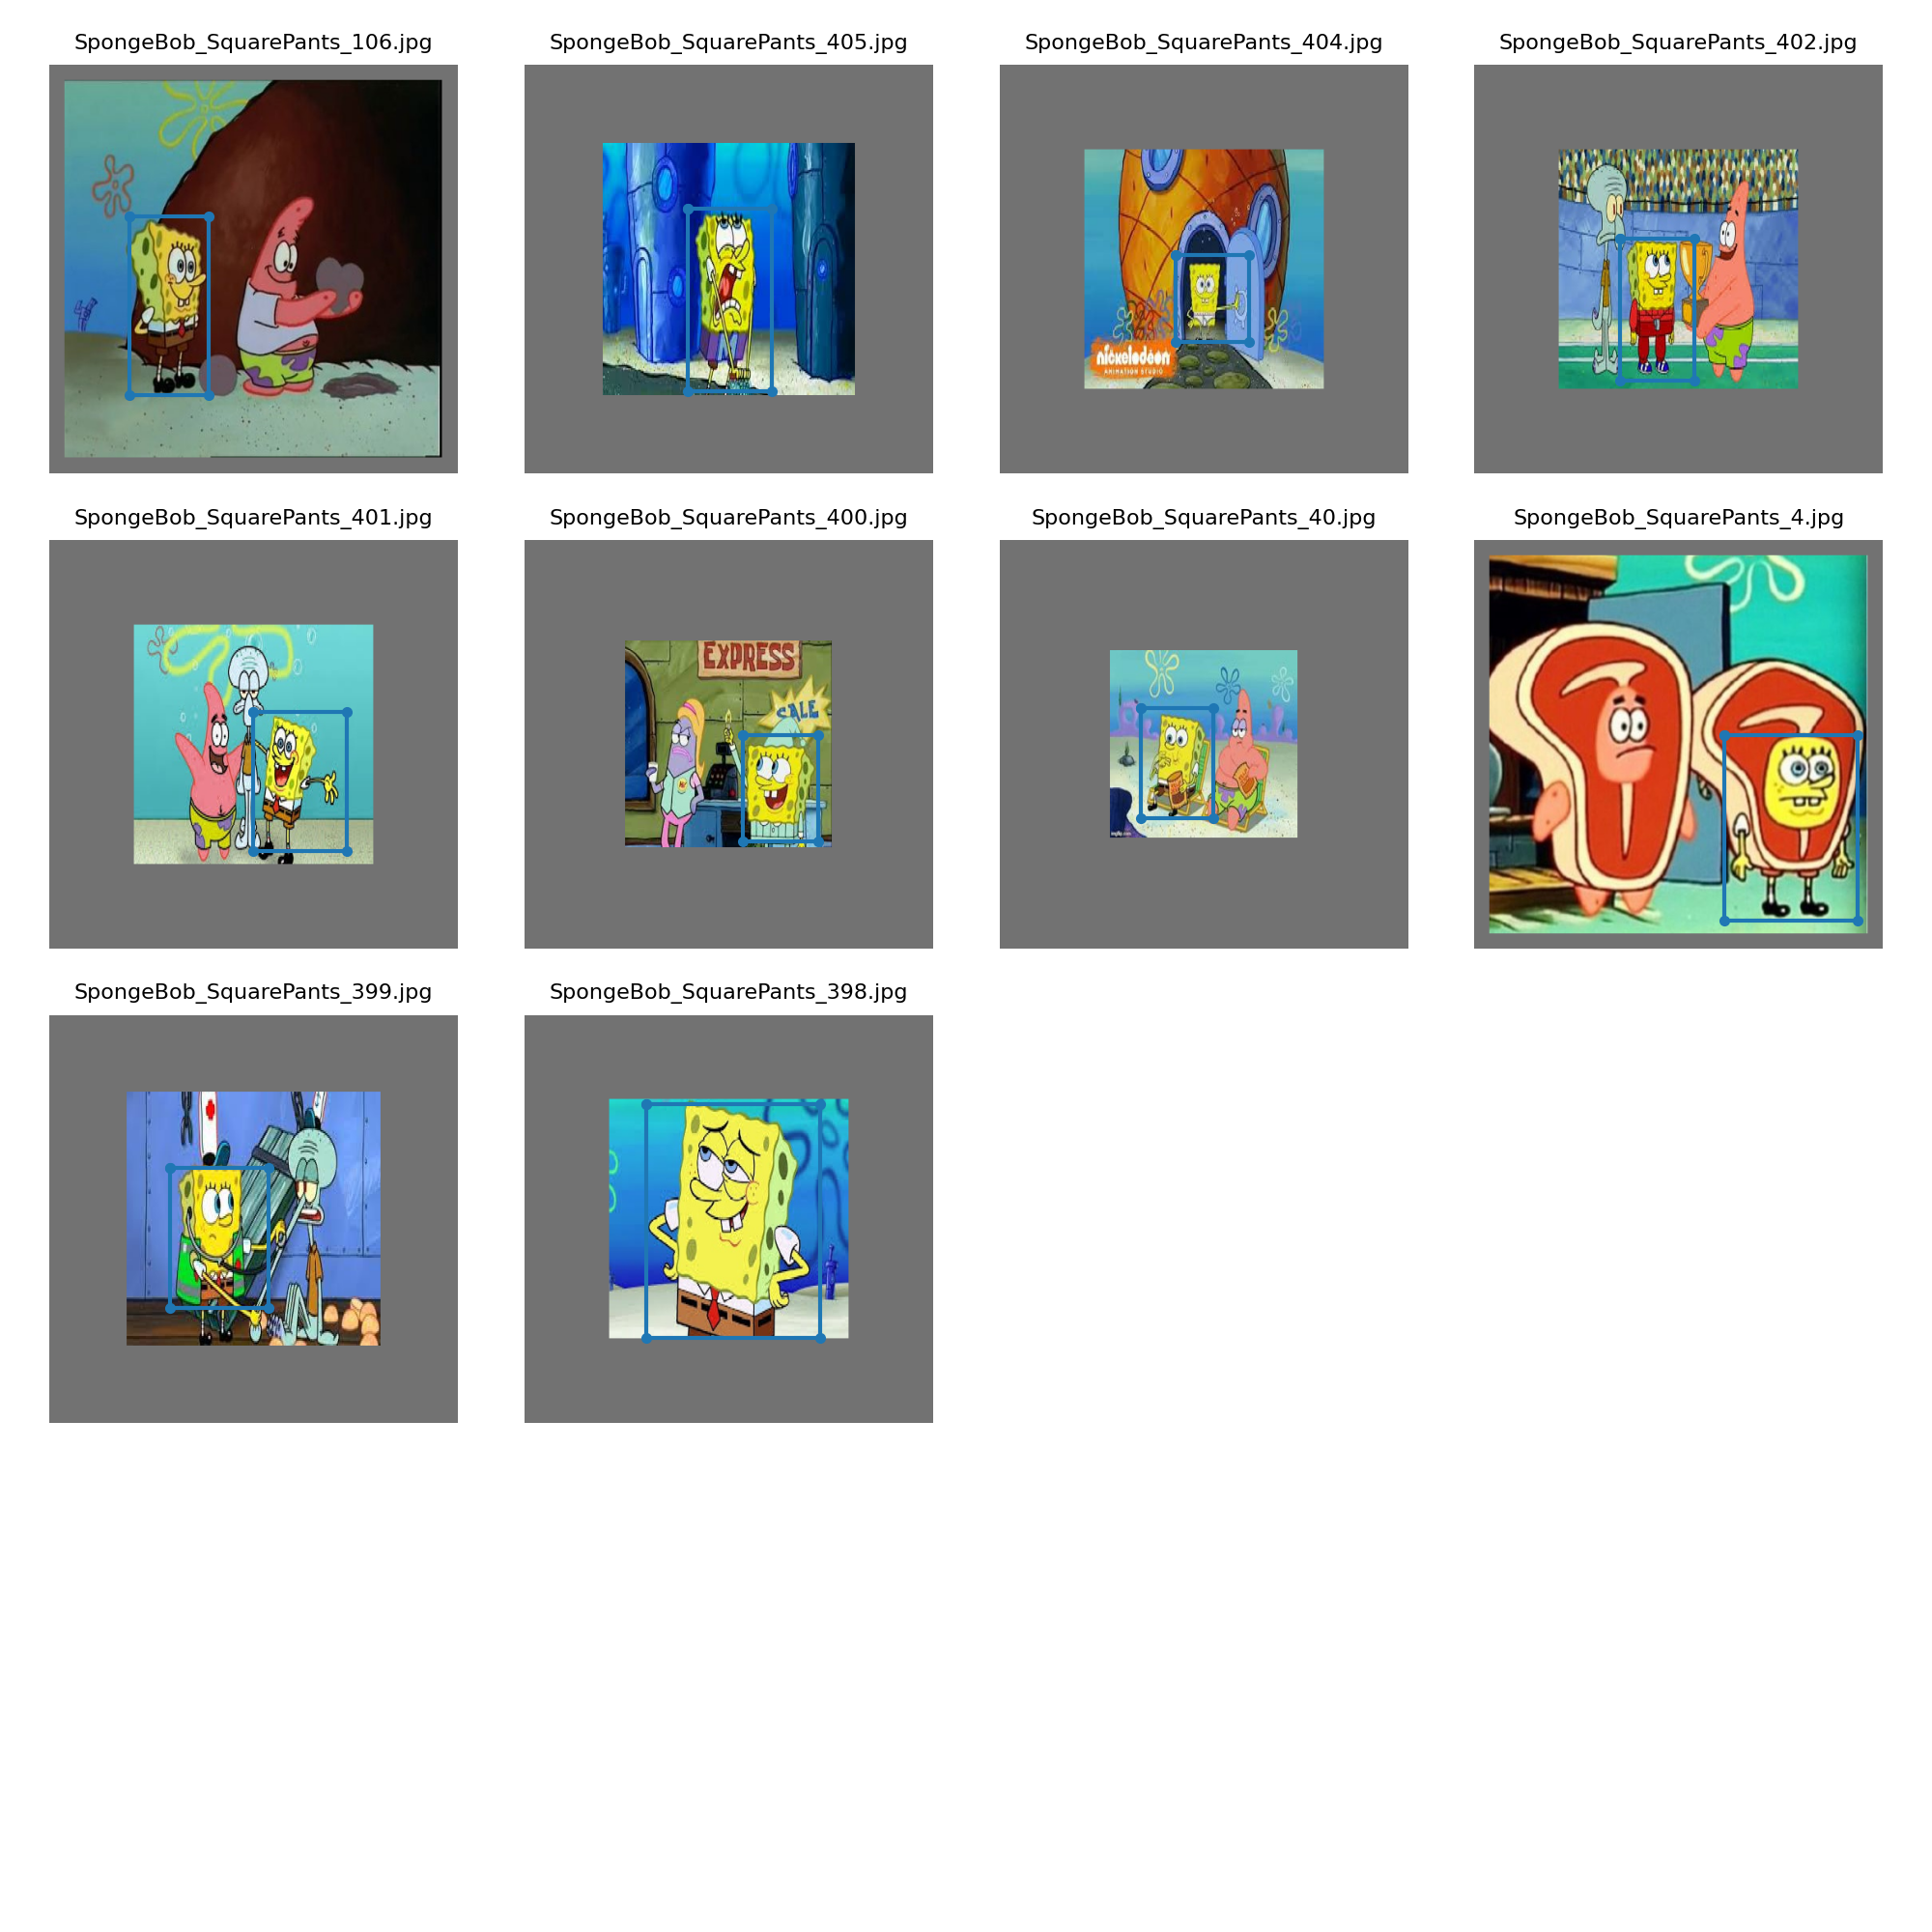 SpongeBob_SquarePants_106.jpg
SpongeBob_SquarePants_405.jpg
SpongeBob_SquarePants_404.jpg
SpongeBob_SquarePants_402.jpg
nickelodeon
ANIMATION STUDIO
SpongeBob_SquarePants_401.jpg
SpongeBob_SquarePants_400.jpg
SpongeBob_SquarePants_40.jpg
SpongeBob_SquarePants_4.jpg
EXPRESS
SALE
SpongeBob_SquarePants_399.jpg
SpongeBob_SquarePants_398.jpg